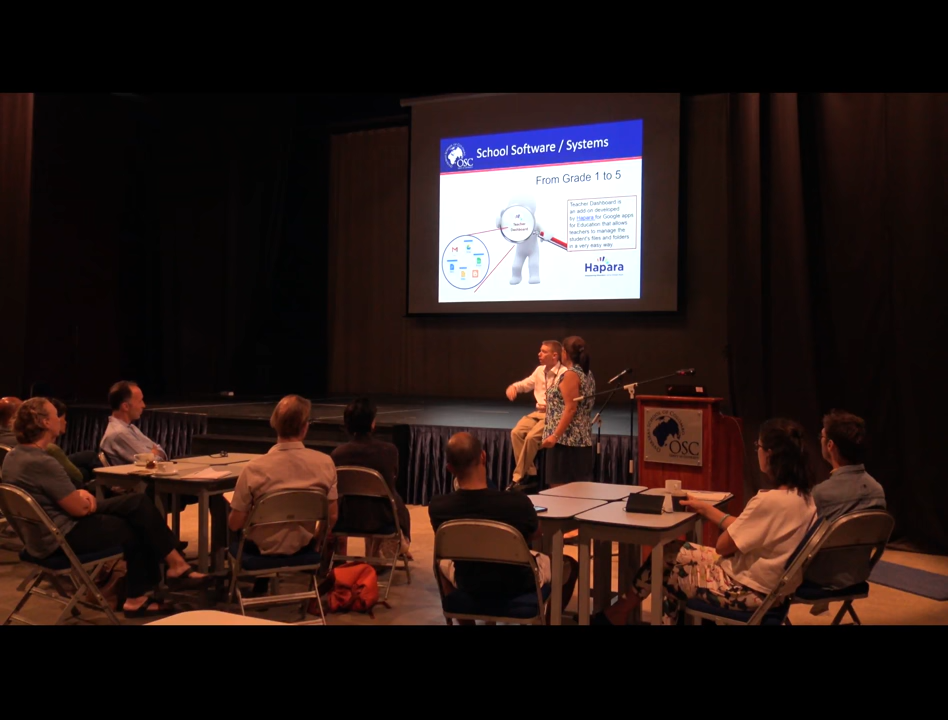 OSC
School Software / Systems
From Grade 1 to 5
Teacher Dashboard is
an add-on developed
by Hapara for Google apps
for Education that allows
teachers to manage the
student's files and folders
in a very easy way.
Teacher
Dashboard
Hapara
OSC